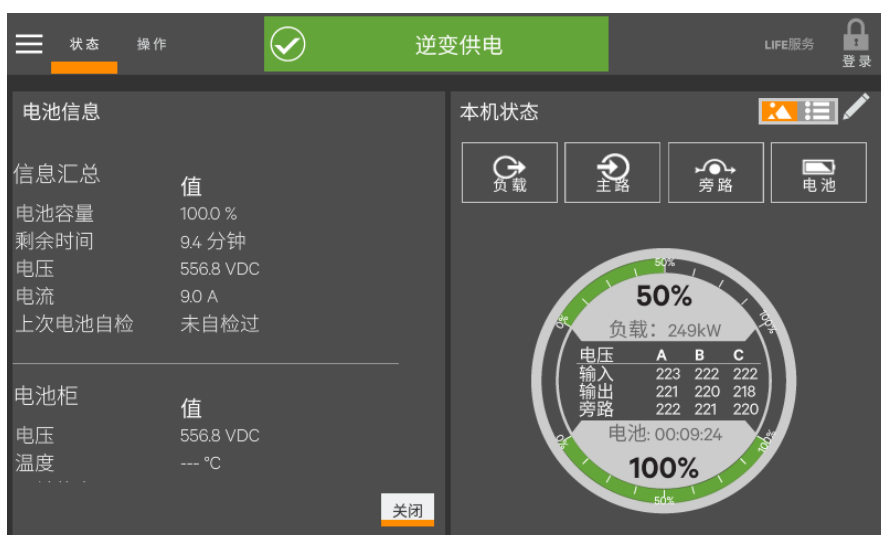 状态 操作 逆变供电 LIFE服务 登录
电池信息
信息汇总 值
电池容量 100.0 %
剩余时间 9.4 分钟
电压 556.8 VDC
电流 9.0 A
上次电池自检 未自检过
电池柜 值
电压 556.8 VDC
温度 --- °C
关闭
本机状态
负载 主路 旁路 电池
50%
0% 100%
50%
负载：249kW
电压 A B C
输入 223 222 222
输出 221 220 218
旁路 222 221 220
电池: 00:09:24
0% 100%
100%
50%